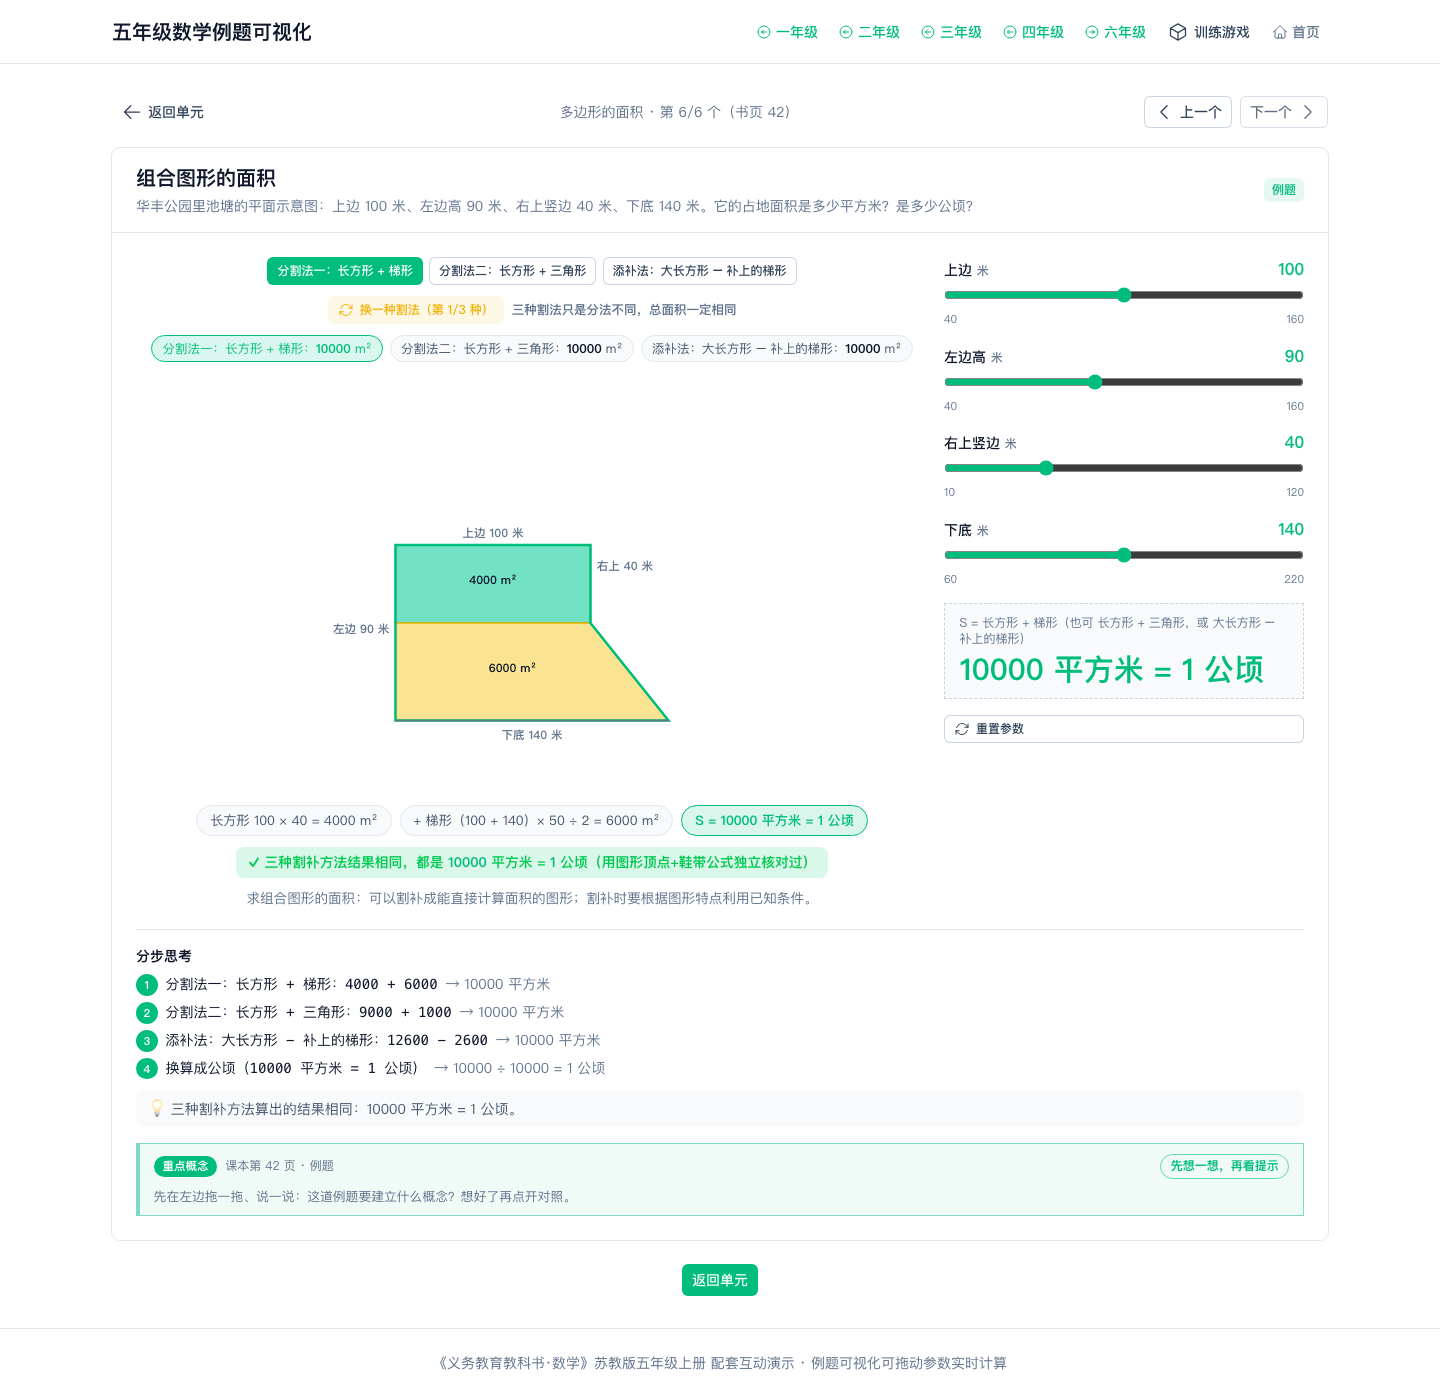 五年级数学例题可视化
一年级 二年级 三年级 四年级 六年级 训练游戏 首页
返回单元
多边形的面积 · 第 6/6 个（书页 42）
上一个 下一个
组合图形的面积
华丰公园里池塘的平面示意图：上边 100 米、左边高 90 米、右上竖边 40 米、下底 140 米。它的占地面积是多少平方米？是多少公顷？
例题
分割法一：长方形 + 梯形 分割法二：长方形 + 三角形 添补法：大长方形 − 补上的梯形
换一种割法（第 1/3 种） 三种割法只是分法不同，总面积一定相同
分割法一：长方形 + 梯形：10000 m² 分割法二：长方形 + 三角形：10000 m² 添补法：大长方形 − 补上的梯形：10000 m²
上边 100 米
右上 40 米
4000 m²
左边 90 米
6000 m²
下底 140 米
长方形 100 × 40 = 4000 m² + 梯形（100 + 140）× 50 ÷ 2 = 6000 m² S = 10000 平方米 = 1 公顷
✓ 三种割补方法结果相同，都是 10000 平方米 = 1 公顷（用图形顶点+鞋带公式独立核对过）
求组合图形的面积：可以割补成能直接计算面积的图形；割补时要根据图形特点利用已知条件。
上边 米 100
40 160
左边高 米 90
40 160
右上竖边 米 40
10 120
下底 米 140
60 220
S = 长方形 + 梯形（也可 长方形 + 三角形，或 大长方形 −
补上的梯形）
10000 平方米 = 1 公顷
重置参数
分步思考
1 分割法一：长方形 + 梯形：4000 + 6000 → 10000 平方米
2 分割法二：长方形 + 三角形：9000 + 1000 → 10000 平方米
3 添补法：大长方形 − 补上的梯形：12600 − 2600 → 10000 平方米
4 换算成公顷（10000 平方米 = 1 公顷） → 10000 ÷ 10000 = 1 公顷
三种割补方法算出的结果相同：10000 平方米 = 1 公顷。
重点概念 课本第 42 页 · 例题
先想一想，再看提示
先在左边拖一拖、说一说：这道例题要建立什么概念？想好了再点开对照。
返回单元
《义务教育教科书·数学》苏教版五年级上册 配套互动演示 · 例题可视化可拖动参数实时计算